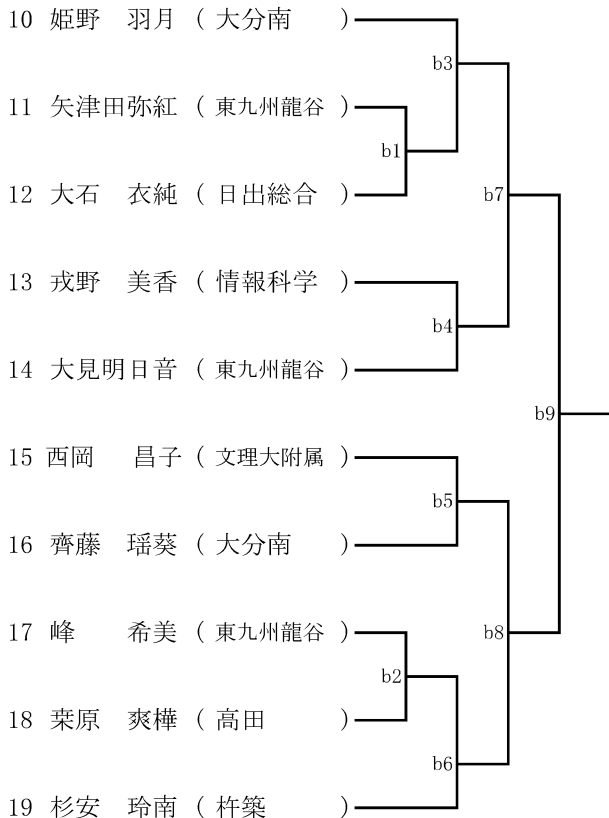 10 姫野 羽月 ( 大分南 )
b3
11 矢津田弥紅 ( 東九州龍谷 )
b1
12 大石 衣純 ( 日出総合 )
b7
13 戎野 美香 ( 情報科学 )
b4
14 大見明日音 ( 東九州龍谷 )
b9
15 西岡 昌子 ( 文理大附属 )
b5
16 齊藤 瑶葵 ( 大分南 )
17 峰 希美 ( 東九州龍谷 )
b8
b2
18 桒原 爽樺 ( 高田 )
b6
19 杉安 玲南 ( 杵築 )